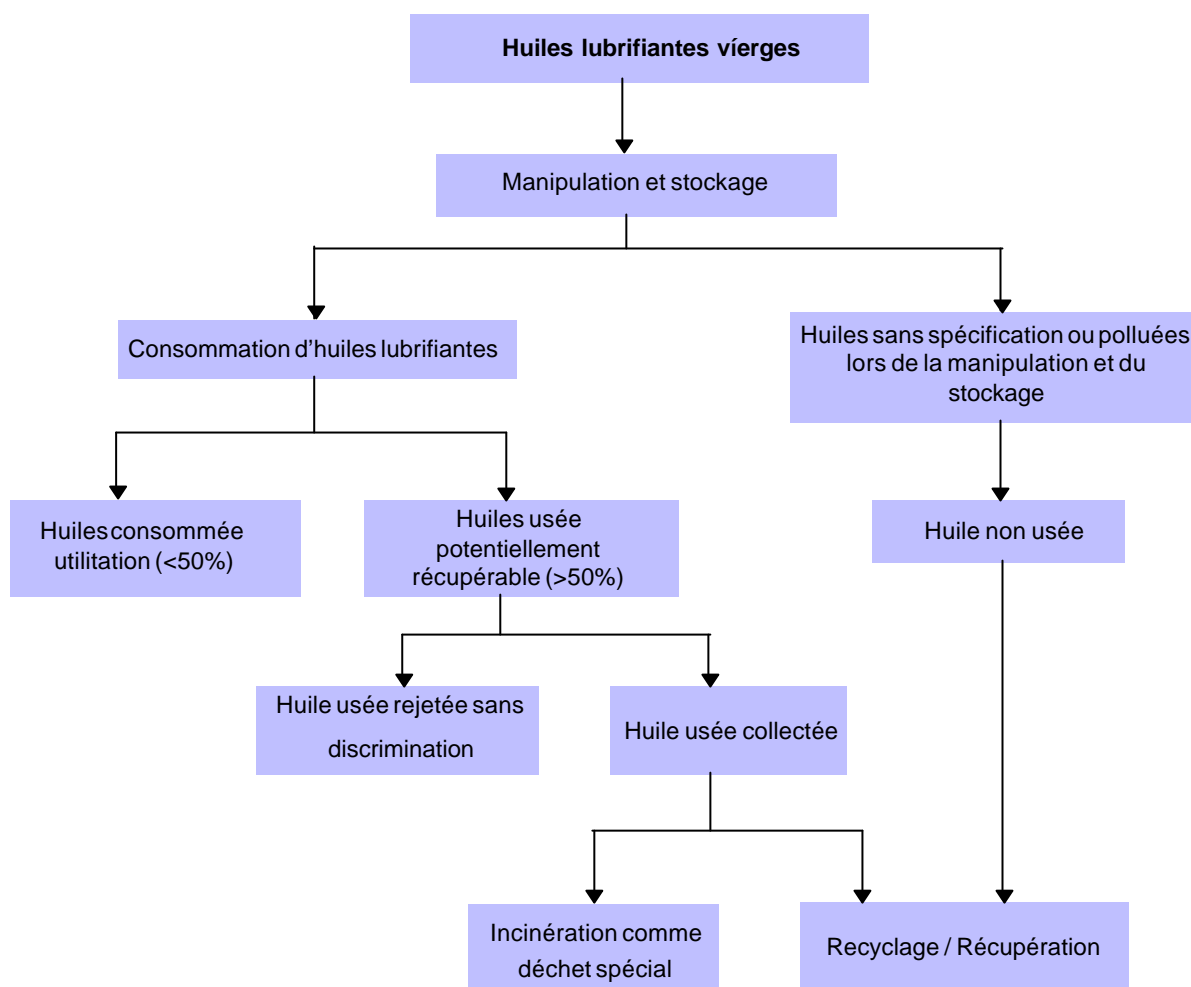 Huiles lubrifiantes víerges
Manipulation et stockage
Consommation d’huiles lubrifiantes
Huiles sans spécification ou polluées
lors de la manipulation et du
stockage
Huiles consommée
utilitation (<50%)
Huiles usée
potentiellement
récupérable (>50%)
Huile non usée
Huile usée rejetée sans
discrimination
Huile usée collectée
Incinération comme
déchet spécial
Recyclage / Récupération